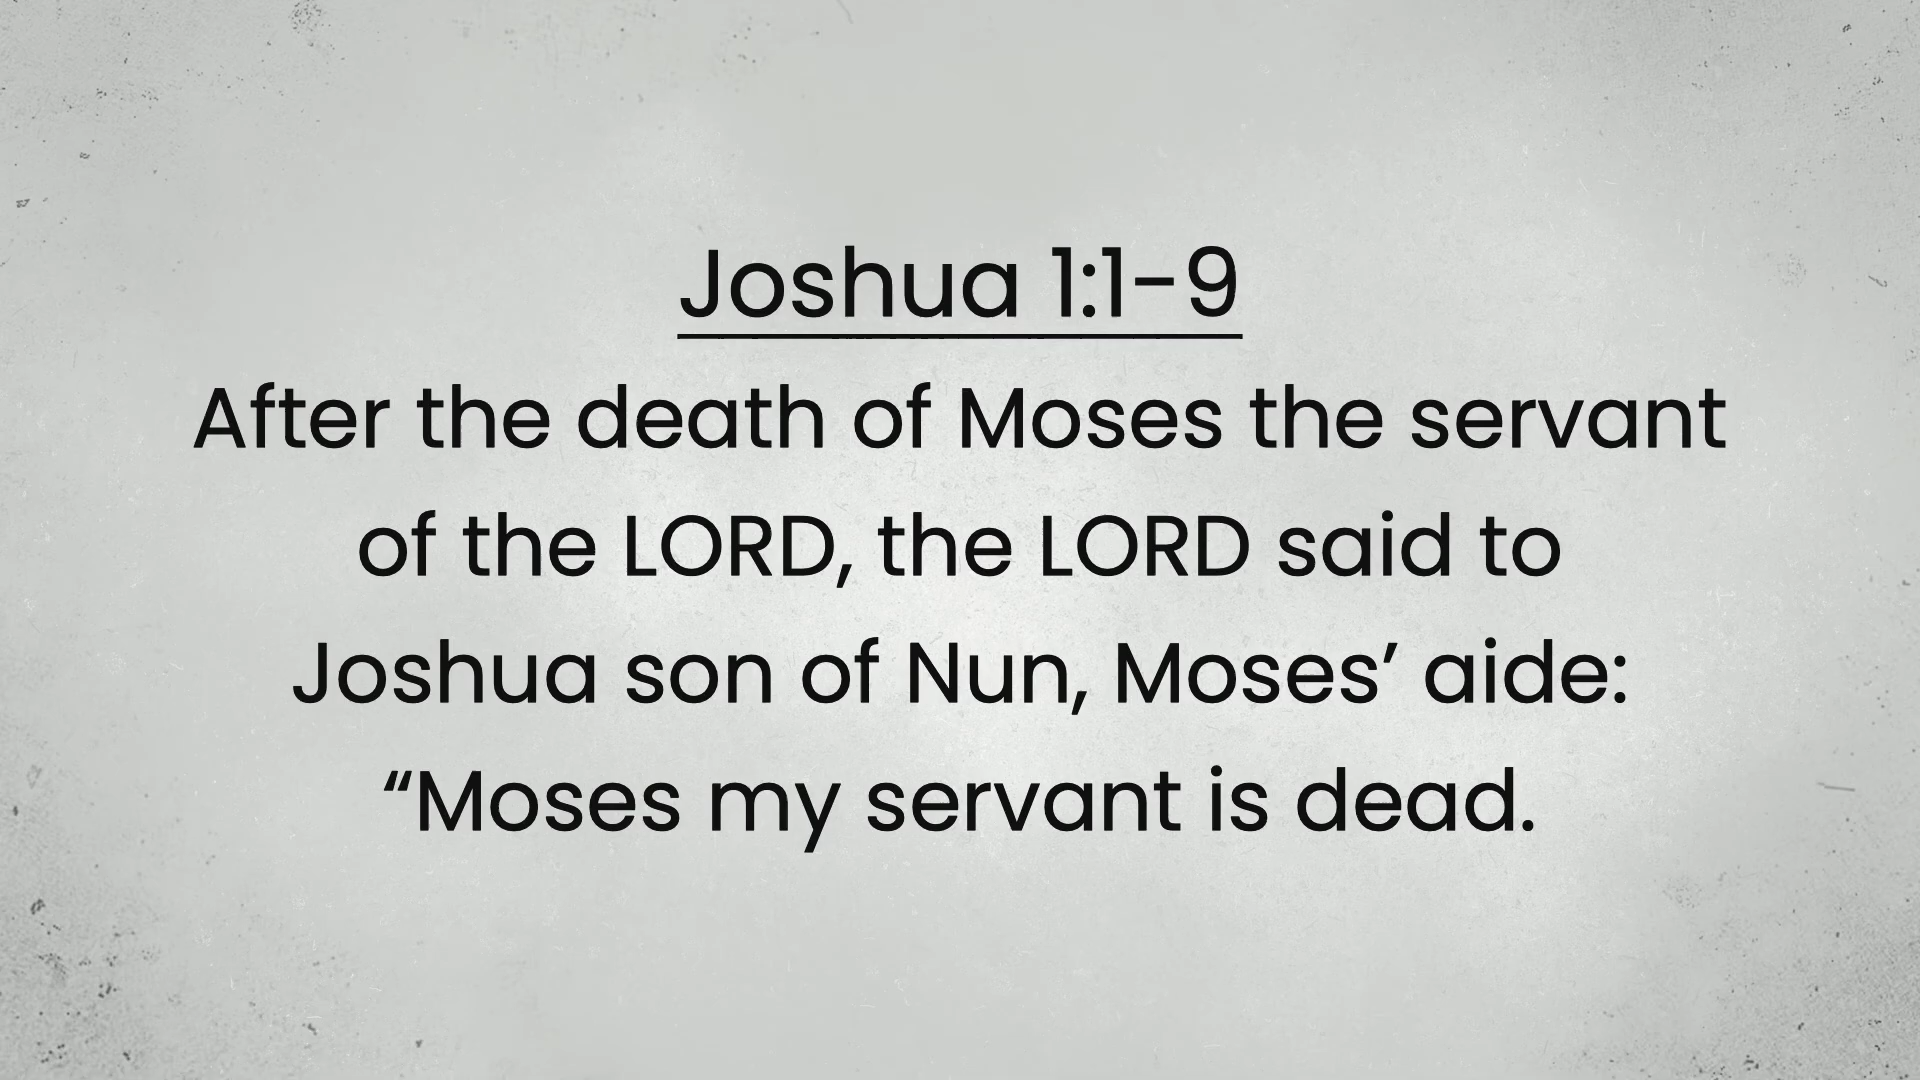 Joshua 1:1-9
After the death of Moses the servant
of the LORD, the LORD said to
Joshua son of Nun, Moses’ aide:
“Moses my servant is dead.